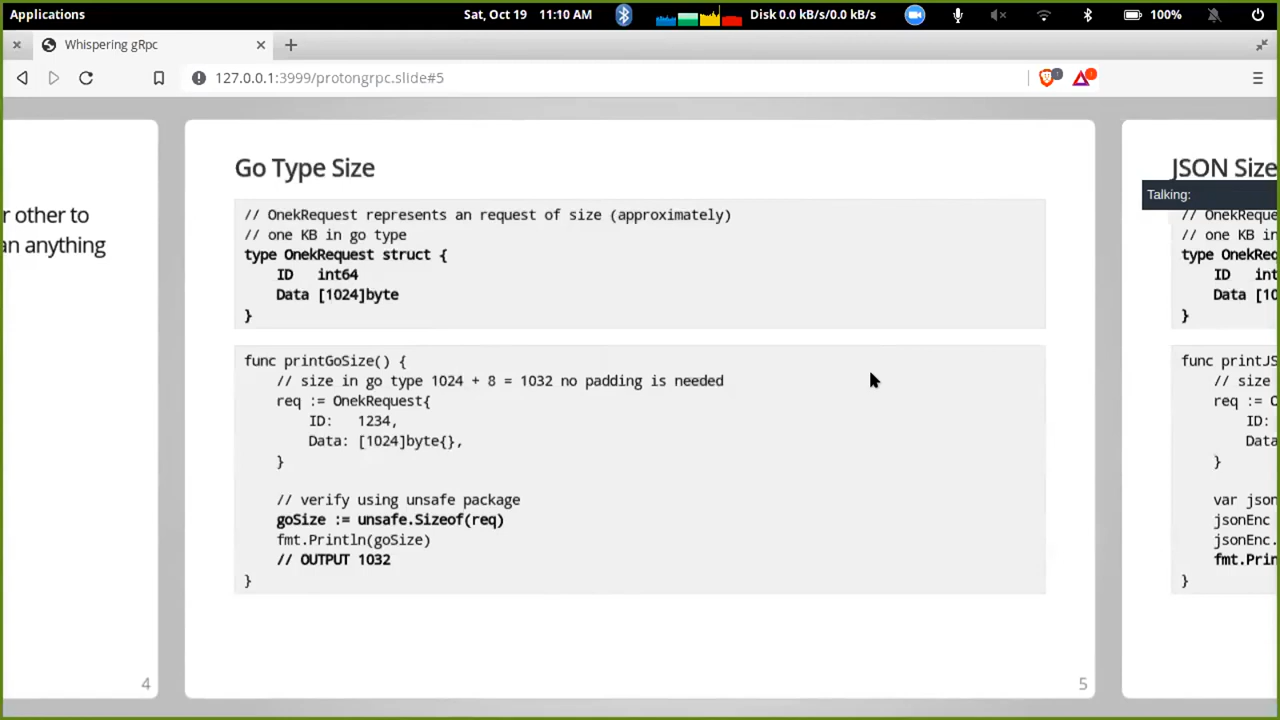 Applications
Sat, Oct 19 11:10 AM
Disk 0.0 kB/s/0.0 kB/s
100%
Whispering gRpc
127.0.0.1:3999/protongrpc.slide#5
r other to
an anything
4
Go Type Size
// OnekRequest represents an request of size (approximately)
// one KB in go type
type OnekRequest struct {
ID int64
Data [1024]byte
}
func printGoSize() {
// size in go type 1024 + 8 = 1032 no padding is needed
req := OnekRequest{
ID: 1234,
Data: [1024]byte{},
}
// verify using unsafe package
goSize := unsafe.Sizeof(req)
fmt.Println(goSize)
// OUTPUT 1032
}
5
JSON Size
Talking:
// OnekReque
// one KB in
type OnekReq
ID int
Data [10
}
func printJS
// size
req := O
ID:
Data
}
var json
jsonEnc
jsonEnc.
fmt.Prin
}